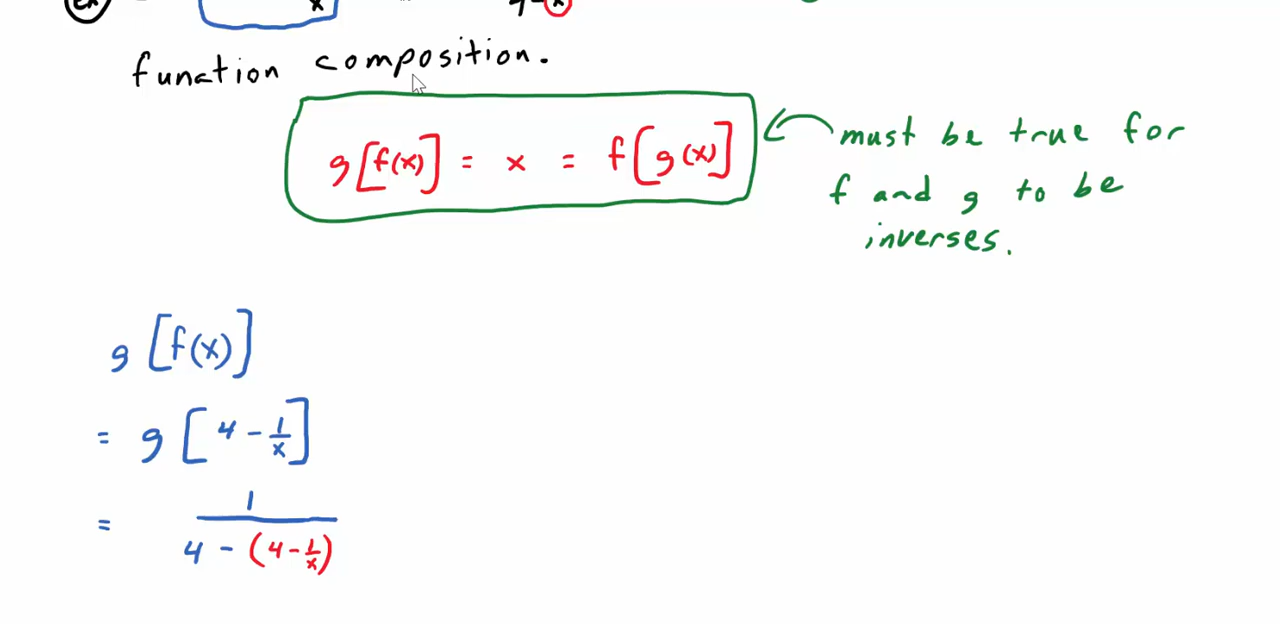 function composition.
g[f(x)] = x = f[g(x)]
must be true for
f and g to be
inverses.
g[f(x)]
= g[4 - 1/x]
= 1/(4 - (4 - 1/x))